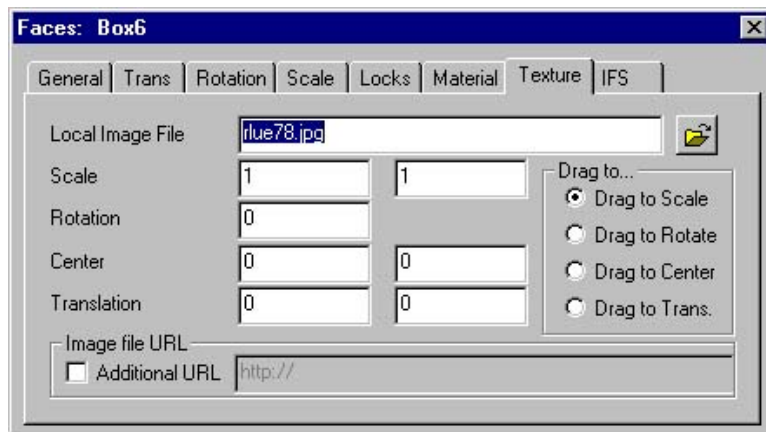 Faces: Box6
General Trans Rotation Scale Locks Material Texture IFS
Local Image File rlue78.jpg
Scale 1 1
Drag to...
Drag to Scale
Rotation 0
Drag to Rotate
Center 0 0
Drag to Center
Translation 0 0
Drag to Trans.
Image file URL
Additional URL http://